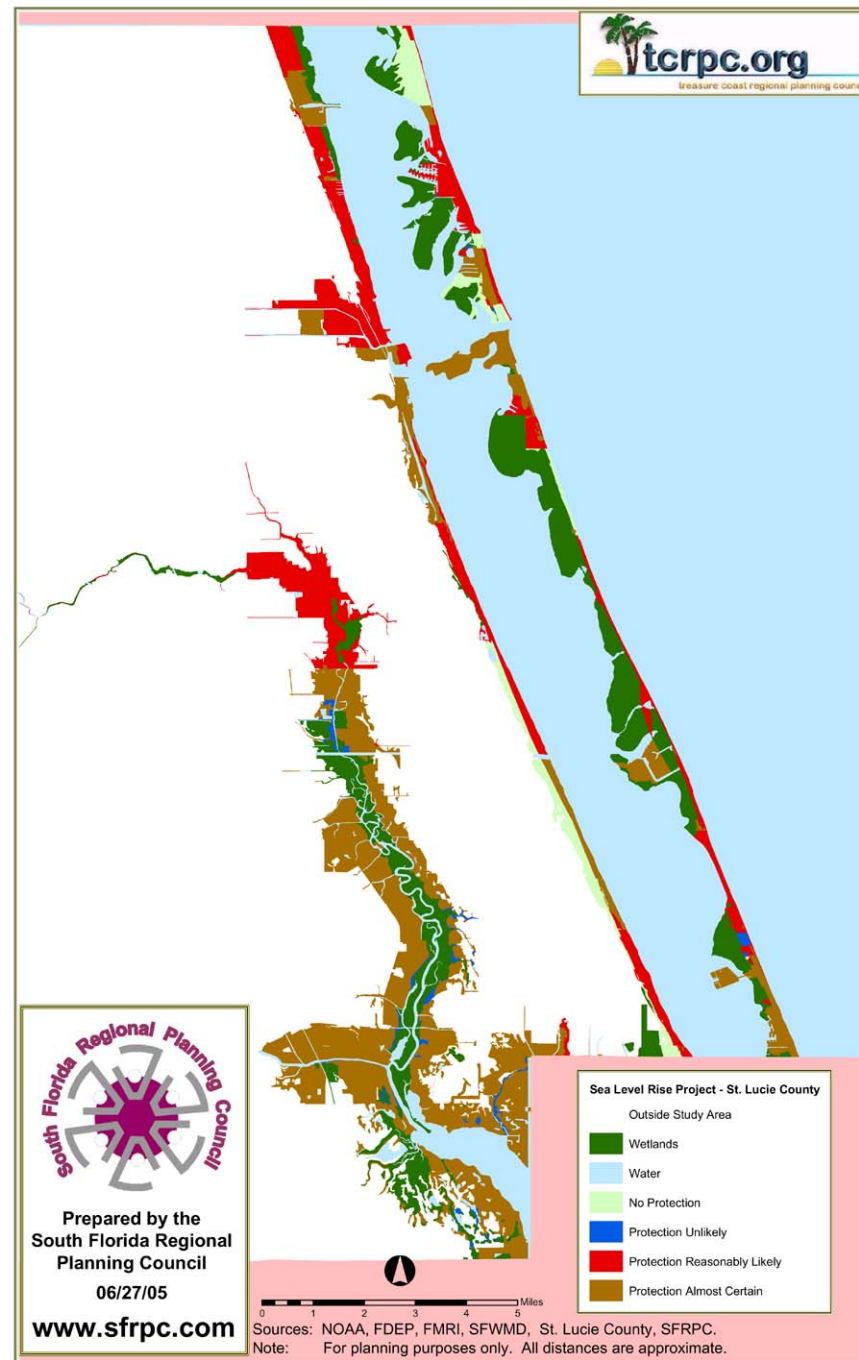 tcrpc.org
treasure coast regional planning counc
South Florida Regional Planning Council
Prepared by the
South Florida Regional
Planning Council
06/27/05
www.sfrpc.com
Sea Level Rise Project - St. Lucie County
Outside Study Area
Wetlands
Water
No Protection
Protection Unlikely
Protection Reasonably Likely
Protection Almost Certain
Miles
0 1 2 3 4 5
Sources: NOAA, FDEP, FMRI, SFWMD, St. Lucie County, SFRPC.
Note: For planning purposes only. All distances are approximate.